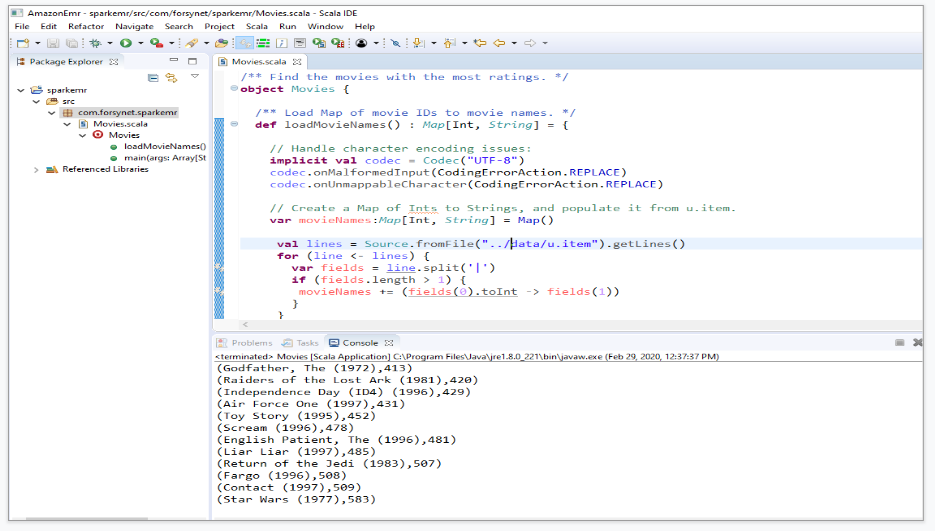 AmazonEmr - sparkemr/src/com/forsynet/sparkemr/Movies.scala - Scala IDE
File Edit Refactor Navigate Search Project Scala Run Window Help
Package Explorer
sparkemr
src
com.forsynet.sparkemr
Movies.scala
Movies
loadMovieNames()
main(args: Array[St
Referenced Libraries
Movies.scala
/** Find the movies with the most ratings. */
object Movies {
/** Load Map of movie IDs to movie names. */
def loadMovieNames() : Map[Int, String] = {
// Handle character encoding issues:
implicit val codec = Codec("UTF-8")
codec.onMalformedInput(CodingErrorAction.REPLACE)
codec.onUnmappableCharacter(CodingErrorAction.REPLACE)
// Create a Map of Ints to Strings, and populate it from u.item.
var movieNames:Map[Int, String] = Map()
val lines = Source.fromFile("../data/u.item").getLines()
for (line <- lines) {
var fields = line.split('|')
if (fields.length > 1) {
movieNames += (fields(0).toInt -> fields(1))
}
}
Problems Tasks Console
<terminated> Movies [Scala Application] C:\Program Files\Java\jre1.8.0_221\bin\javaw.exe (Feb 29, 2020, 12:37:37 PM)
(Godfather, The (1972),413)
(Raiders of the Lost Ark (1981),420)
(Independence Day (ID4) (1996),429)
(Air Force One (1997),431)
(Toy Story (1995),452)
(Scream (1996),478)
(English Patient, The (1996),481)
(Liar Liar (1997),485)
(Return of the Jedi (1983),507)
(Fargo (1996),508)
(Contact (1997),509)
(Star Wars (1977),583)